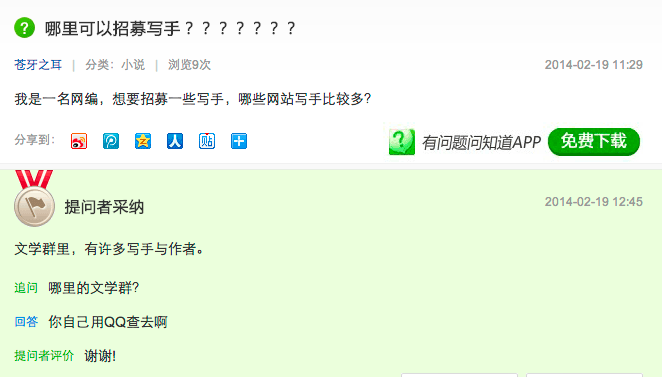 哪里可以招募写手？？？？？？？
苍牙之耳 | 分类：小说 | 浏览9次 2014-02-19 11:29
我是一名网编，想要招募一些写手，哪些网站写手比较多?
分享到： 贴 有问题问知道APP 免费下载
提问者采纳 2014-02-19 12:45
文学群里，有许多写手与作者。
追问 哪里的文学群?
回答 你自己用QQ查去啊
提问者评价 谢谢!